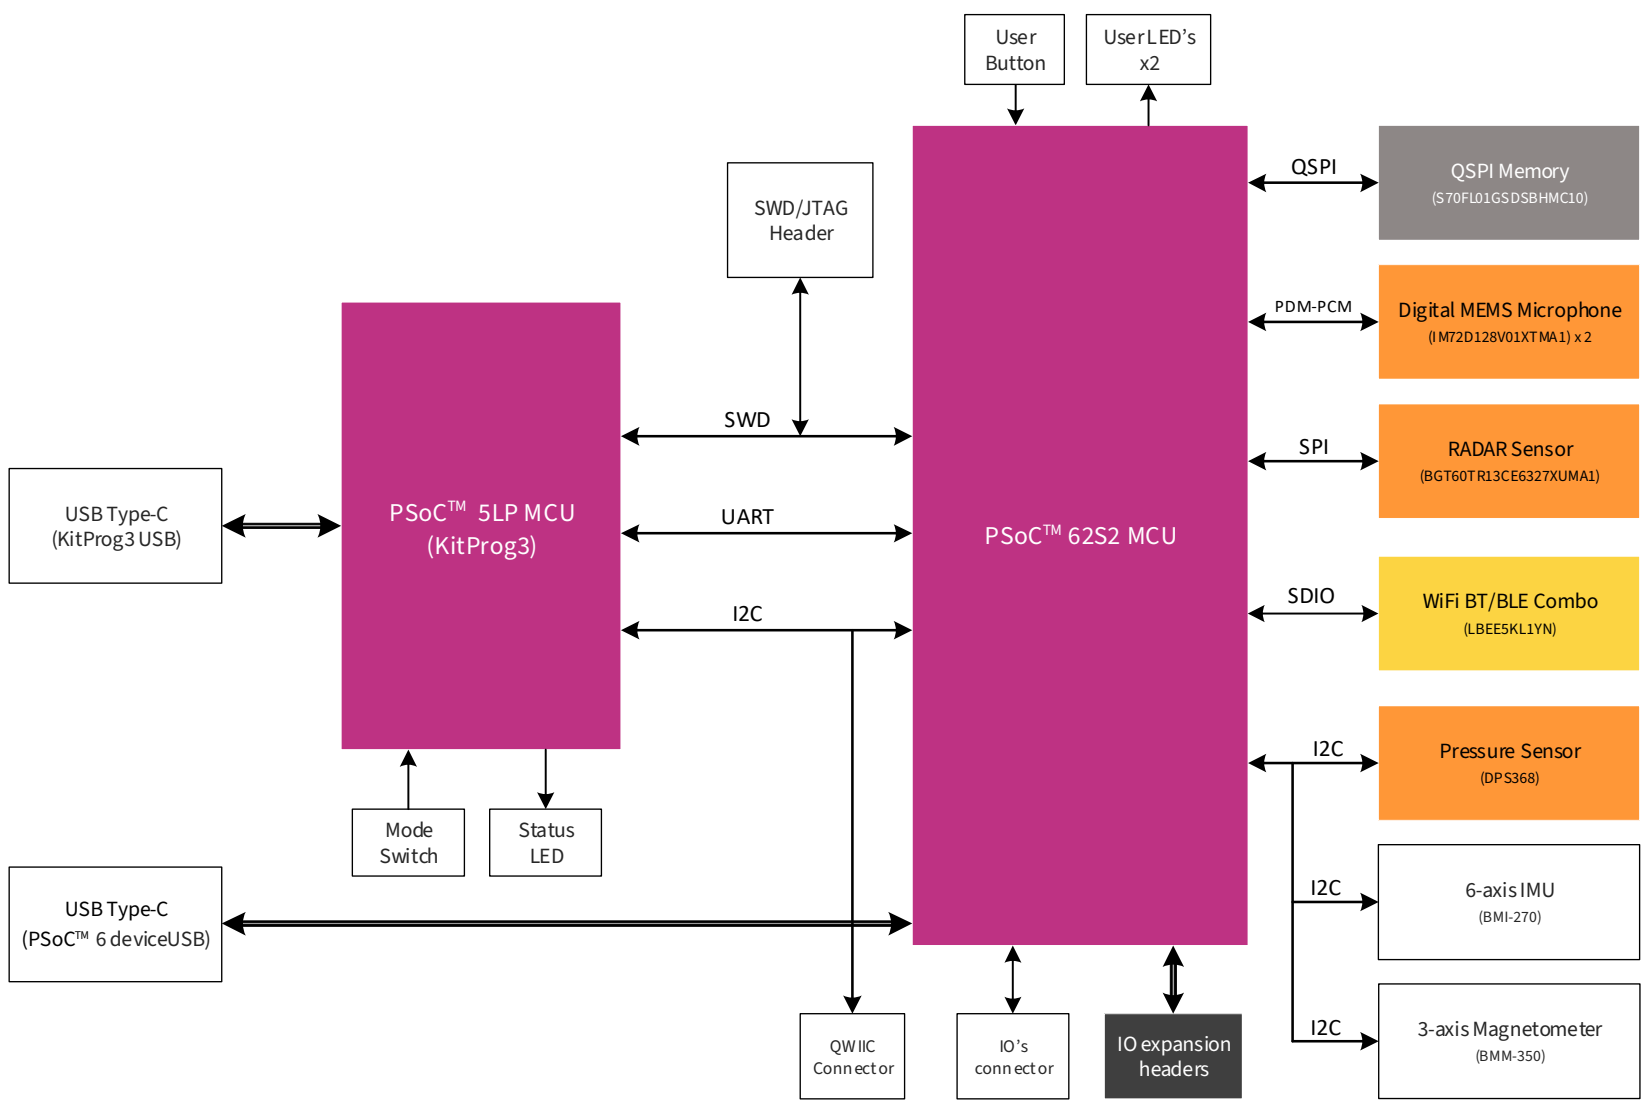 User
Button
User LED's
x2
SWD/JTAG
Header
QSPI
QSPI Memory
(S70FL01GSDSBHMC10)
PDM-PCM
Digital MEMS Microphone
(IM72D128V01XTMA1) x 2
SWD
SPI
RADAR Sensor
(BGT60TR13CE6327XUMA1)
USB Type-C
(KitProg3 USB)
PSoC™ 5LP MCU
(KitProg3)
UART
PSoC™ 62S2 MCU
I2C
SDIO
WiFi BT/BLE Combo
(LBEE5KL1YN)
I2C
Pressure Sensor
(DPS368)
Mode
Switch
Status
LED
USB Type-C
(PSoC™ 6 deviceUSB)
I2C
6-axis IMU
(BMI-270)
I2C
3-axis Magnetometer
(BMM-350)
QWIIC
Connector
IO's
connector
IO expansion
headers